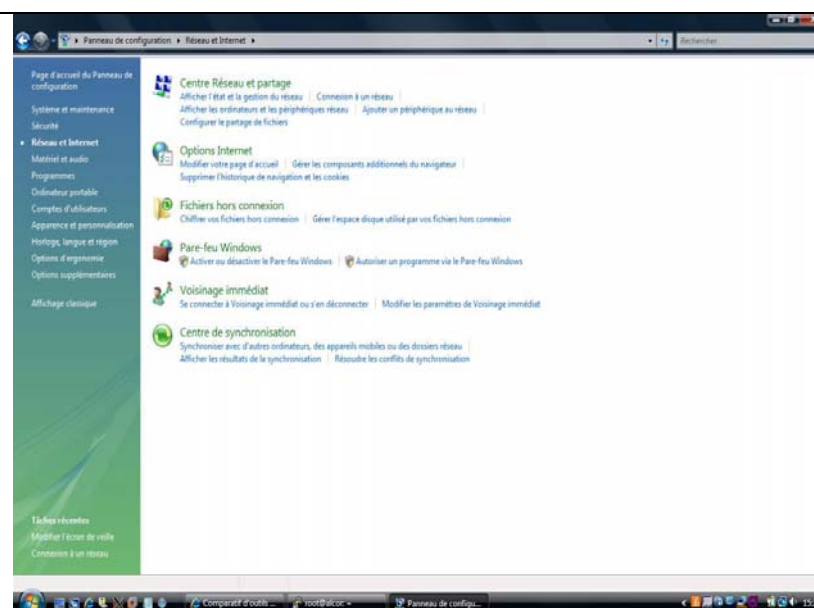 Panneau de configuration ▸ Réseau et Internet ▸
Rechercher
Page d'accueil du Panneau de
configuration
Système et maintenance
Sécurité
Réseau et Internet
Matériel et audio
Programmes
Ordinateur portable
Comptes d'utilisateurs
Apparence et personnalisation
Horloge, langue et région
Options d'ergonomie
Options supplémentaires
Affichage classique
Tâches récentes
Modifier l'écran de veille
Connexion à un réseau
Centre Réseau et partage
Afficher l'état et la gestion du réseau | Connexion à un réseau
Afficher les ordinateurs et les périphériques réseau | Ajouter un périphérique au réseau
Configurer le partage de fichiers
Options Internet
Modifier votre page d'accueil | Gérer les composants additionnels du navigateur
Supprimer l'historique de navigation et les cookies
Fichiers hors connexion
Chiffrer vos fichiers hors connexion | Gérer l'espace disque utilisé par vos fichiers hors connexion
Pare-feu Windows
Activer ou désactiver le Pare-feu Windows | Autoriser un programme via le Pare-feu Windows
Voisinage immédiat
Se connecter à Voisinage immédiat ou s'en déconnecter | Modifier les paramètres de Voisinage immédiat
Centre de synchronisation
Synchroniser avec d'autres ordinateurs, des appareils mobiles ou des dossiers réseau
Afficher les résultats de la synchronisation | Résoudre les conflits de synchronisation
Comparatif d'outils ...
root@alcor: ~
Panneau de configu...
15: